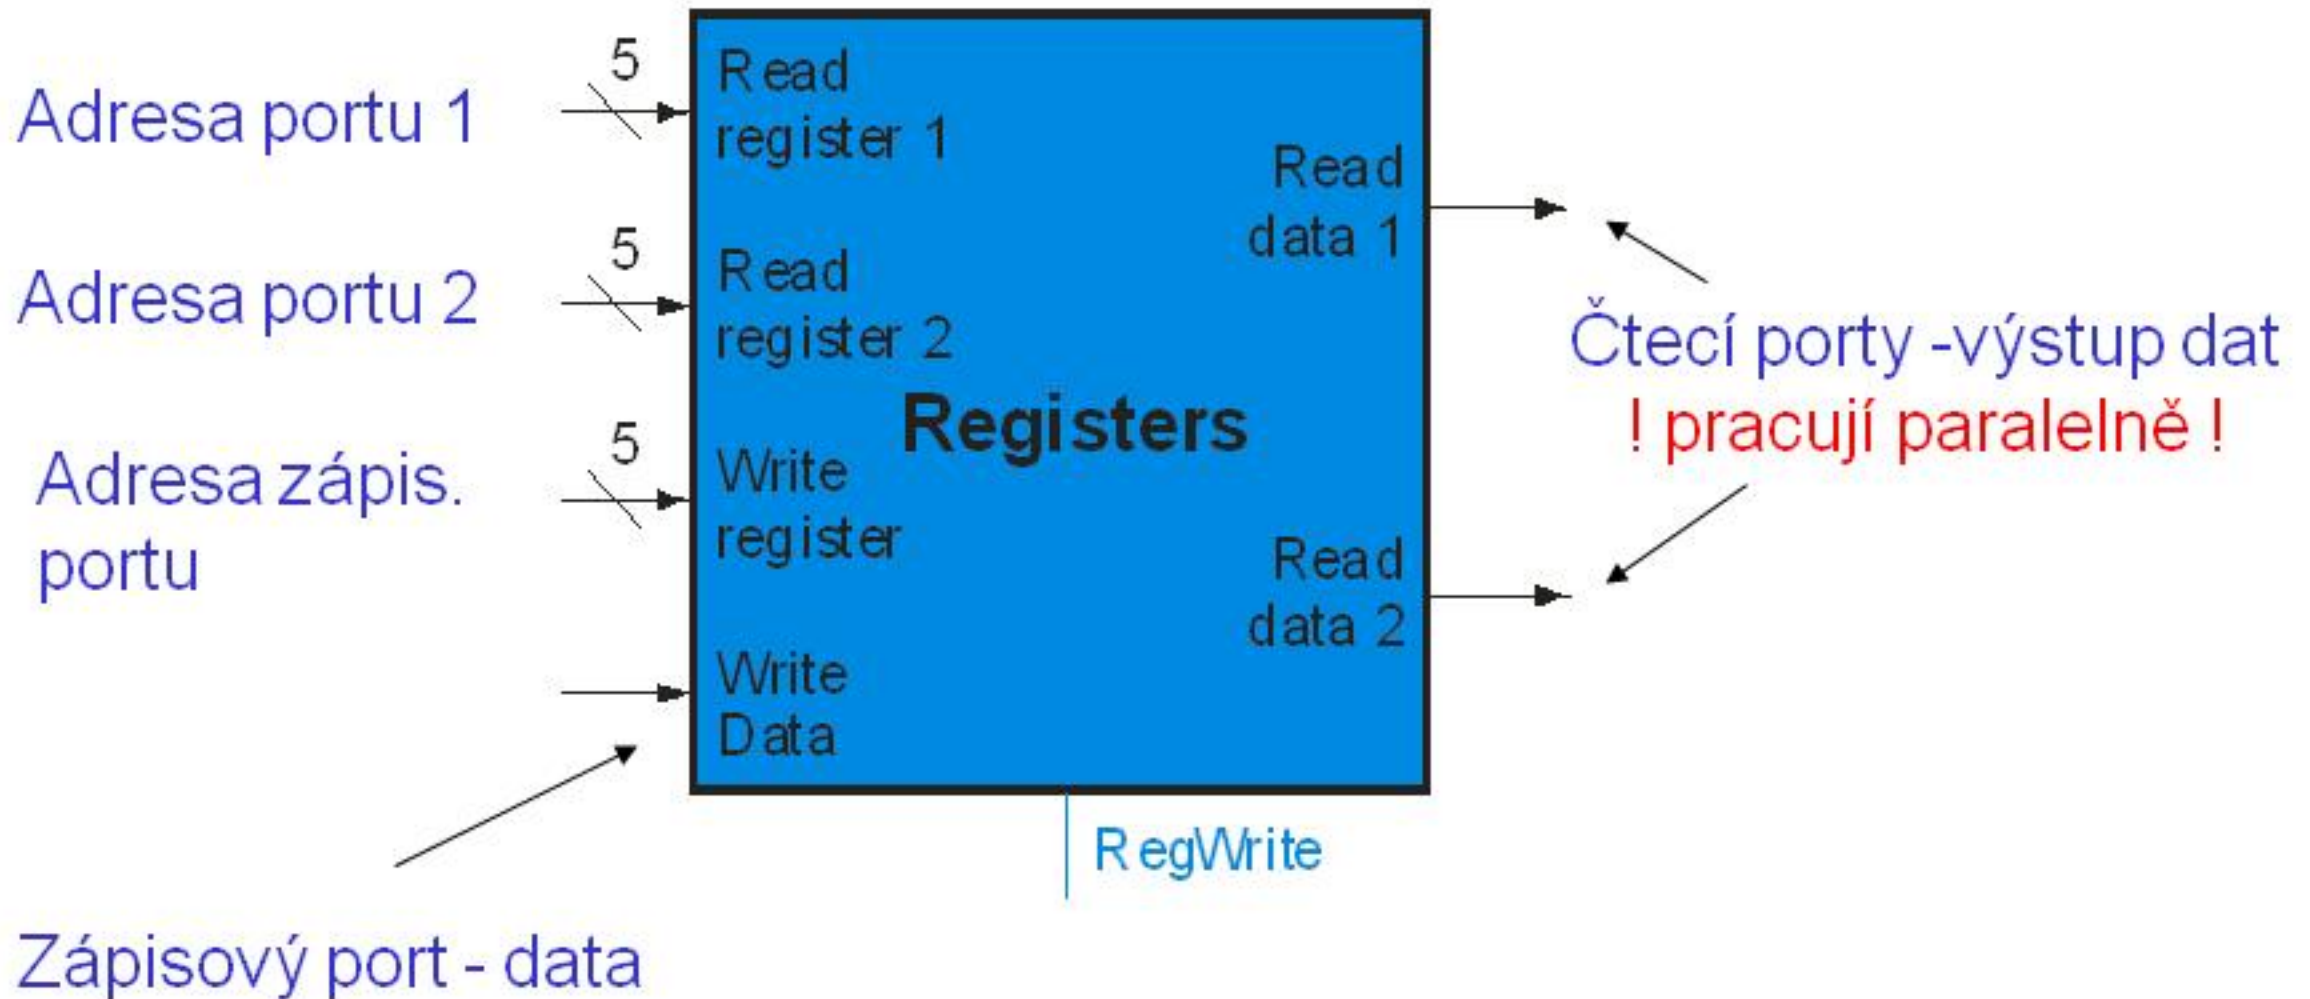 Adresa portu 1
5
Read
register 1
Adresa portu 2
5
Read
register 2
Adresa zápis.
portu
5
Write
register
Write
Data
Registers
Read
data 1
Read
data 2
Čtecí porty -výstup dat
! pracují paralelně !
RegWrite
Zápisový port - data